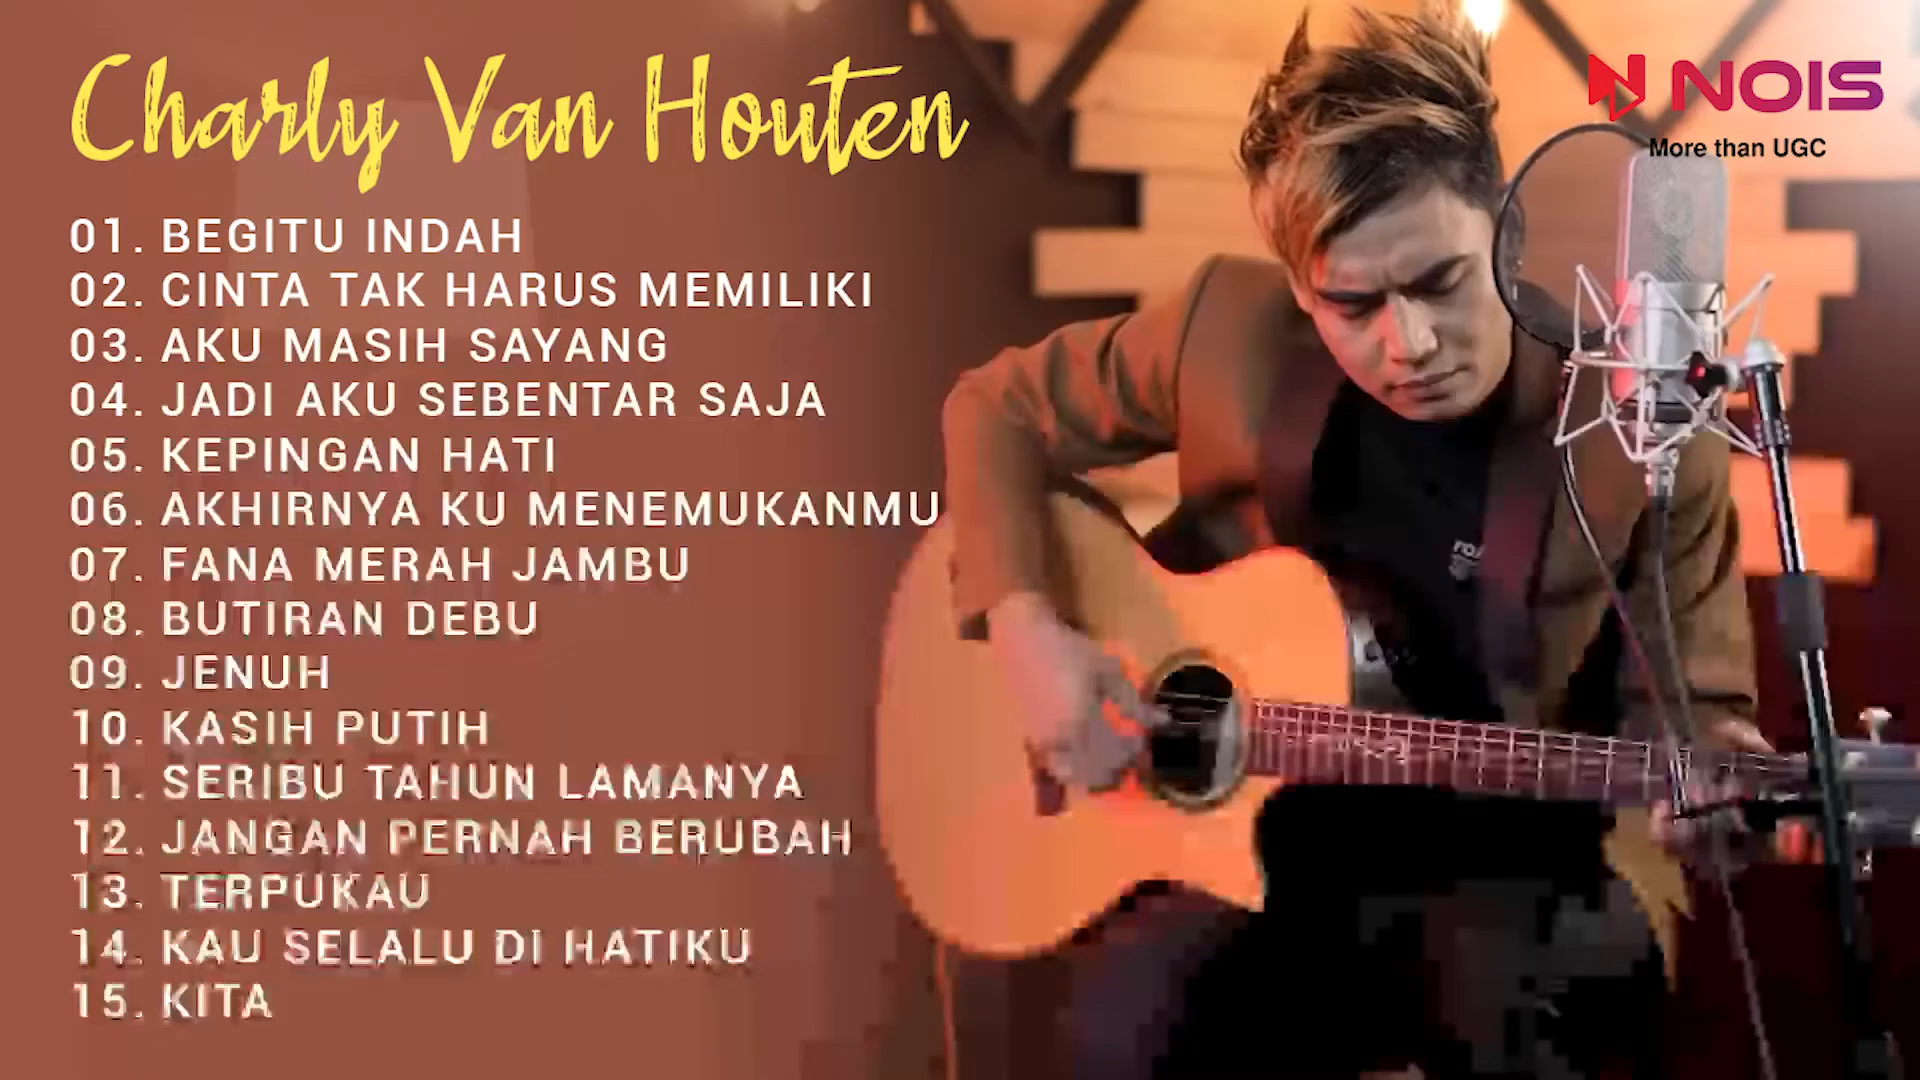 Charly Van Houten
NOIS
More than UGC
01. BEGITU INDAH
02. CINTA TAK HARUS MEMILIKI
03. AKU MASIH SAYANG
04. JADI AKU SEBENTAR SAJA
05. KEPINGAN HATI
06. AKHIRNYA KU MENEMUKANMU
07. FANA MERAH JAMBU
08. BUTIRAN DEBU
09. JENUH
10. KASIH PUTIH
11. SERIBU TAHUN LAMANYA
12. JANGAN PERNAH BERUBAH
13. TERPUKAU
14. KAU SELALU DI HATIKU
15. KITA